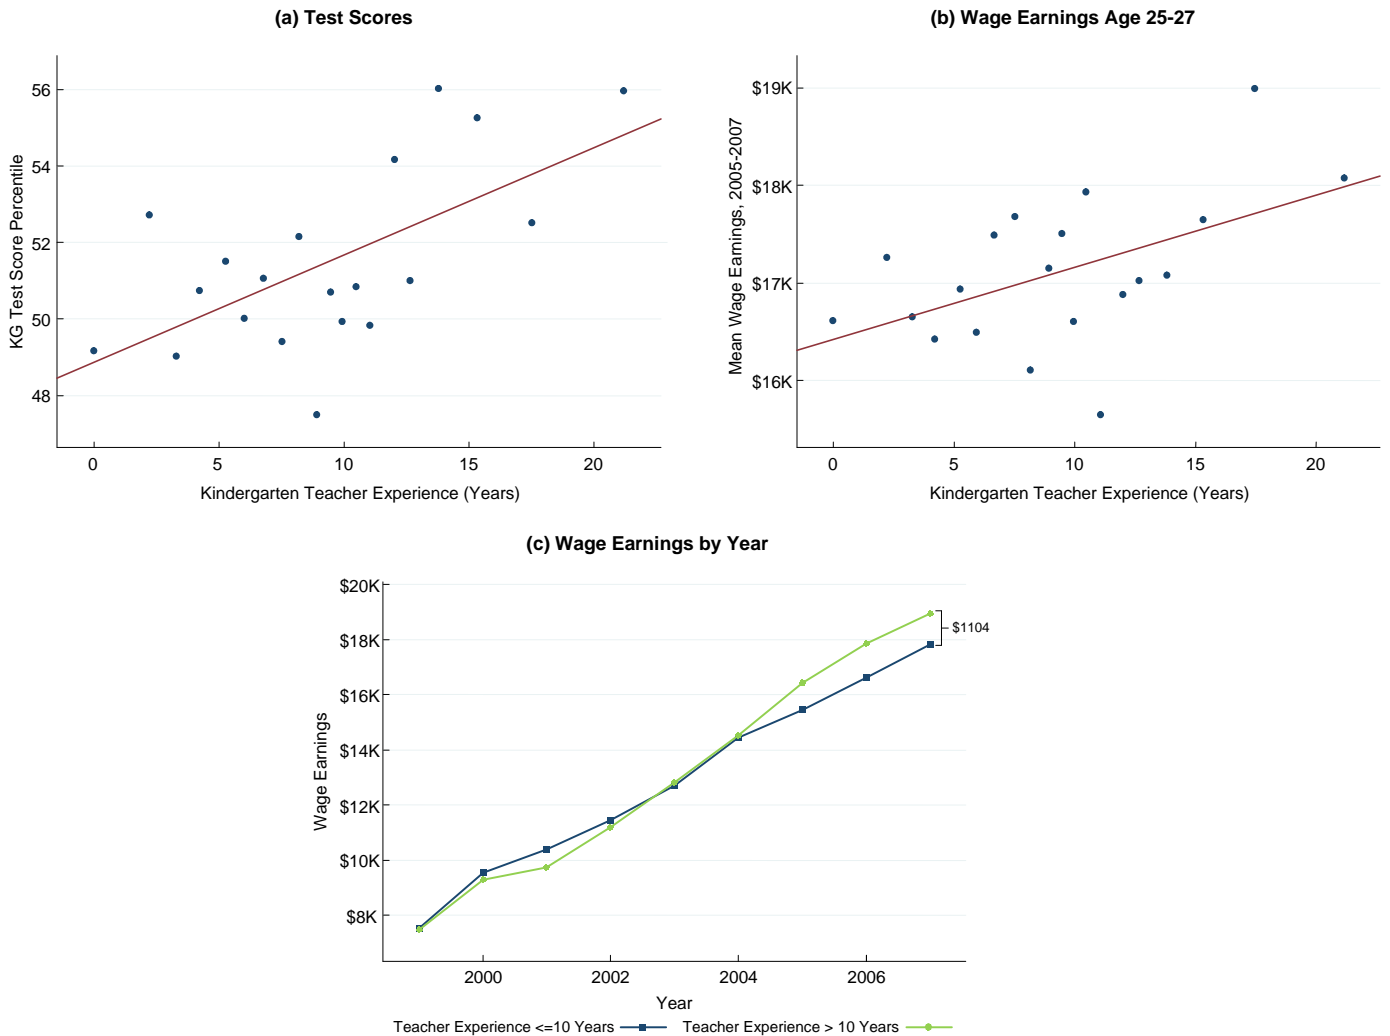 (a) Test Scores
(b) Wage Earnings Age 25-27
KG Test Score Percentile
56
54
52
50
48
0 5 10 15 20
Kindergarten Teacher Experience (Years)
Mean Wage Earnings, 2005-2007
$19K
$18K
$17K
$16K
0 5 10 15 20
Kindergarten Teacher Experience (Years)
(c) Wage Earnings by Year
Wage Earnings
$20K
$18K
$16K
$14K
$12K
$10K
$8K
$1104
2000 2002 2004 2006
Year
Teacher Experience <=10 Years Teacher Experience > 10 Years